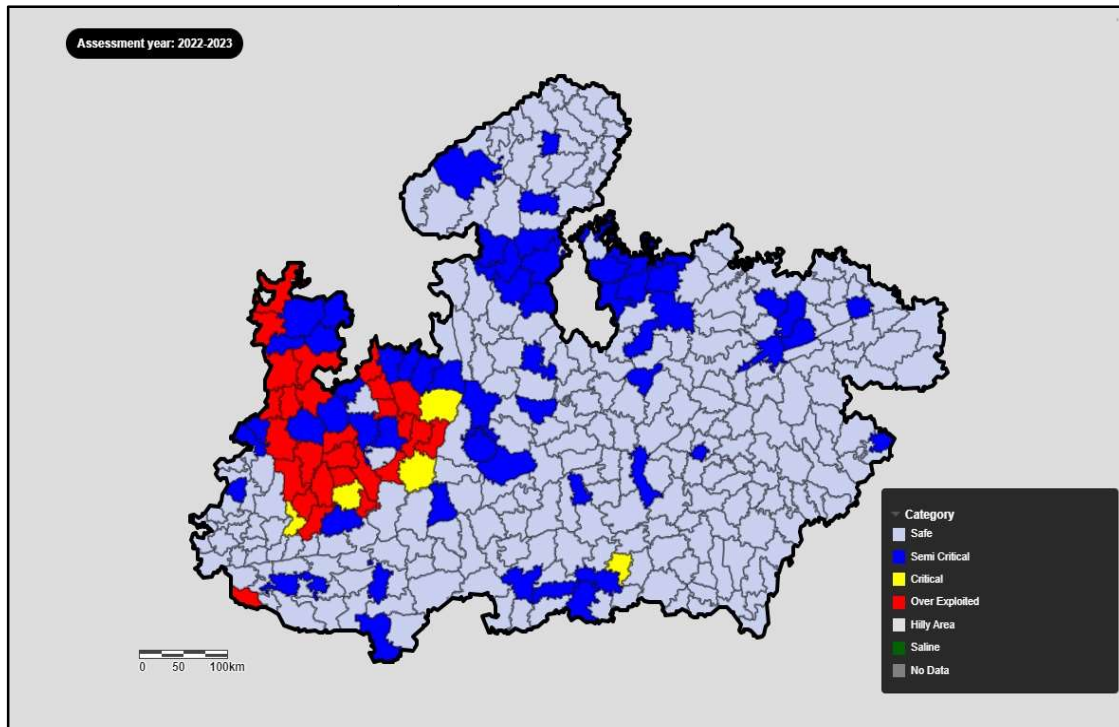 Assessment year: 2022-2023
Category
Safe
Semi Critical
Critical
Over Exploited
Hilly Area
Saline
No Data
0 50 100km